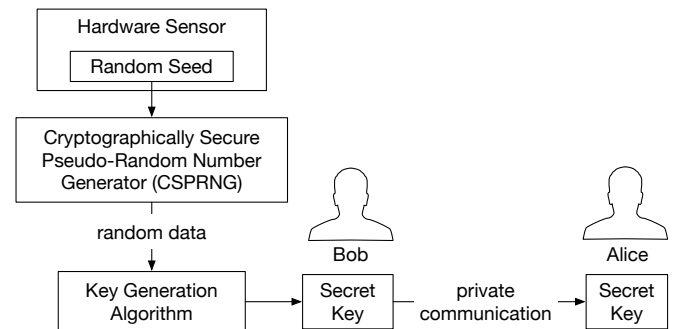 Hardware Sensor
Random Seed
Cryptographically Secure
Pseudo-Random Number
Generator (CSPRNG)
random data
Key Generation
Algorithm
Bob
Secret
Key
private
communication
Alice
Secret
Key